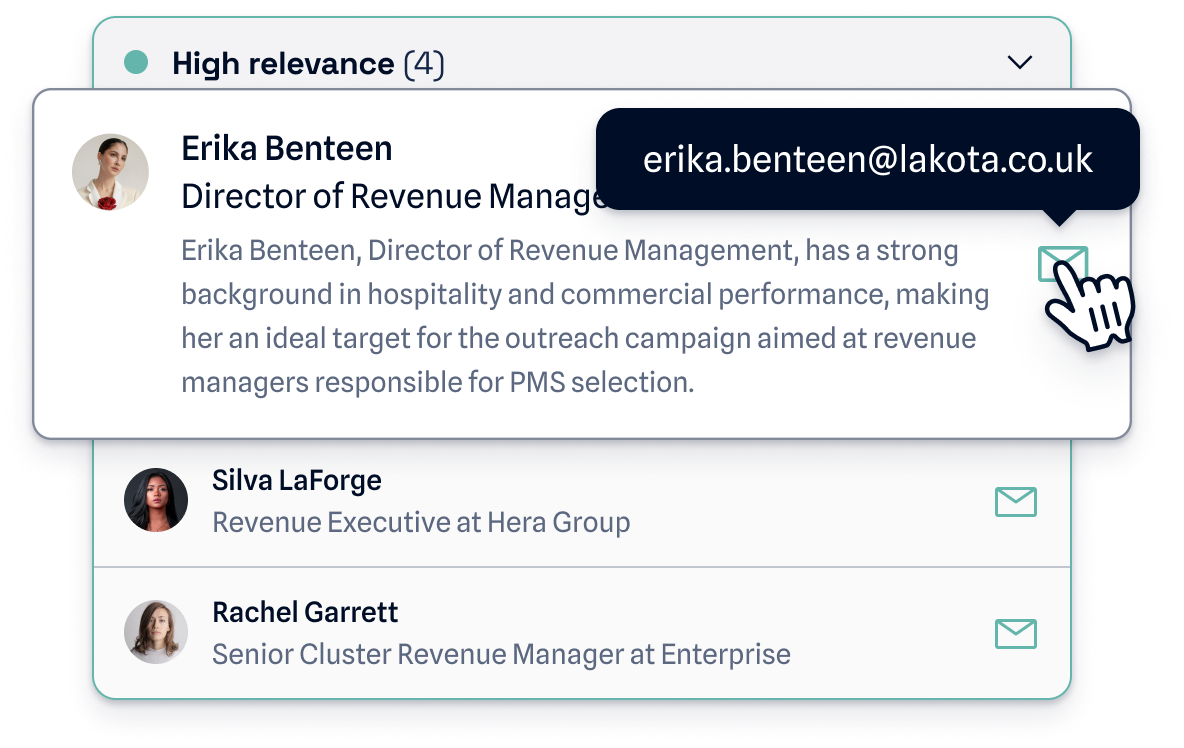 High relevance (4)
Erika Benteen
erika.benteen@lakota.co.uk
Director of Revenue Manage
Erika Benteen, Director of Revenue Management, has a strong
background in hospitality and commercial performance, making
her an ideal target for the outreach campaign aimed at revenue
managers responsible for PMS selection.
Silva LaForge
Revenue Executive at Hera Group
Rachel Garrett
Senior Cluster Revenue Manager at Enterprise